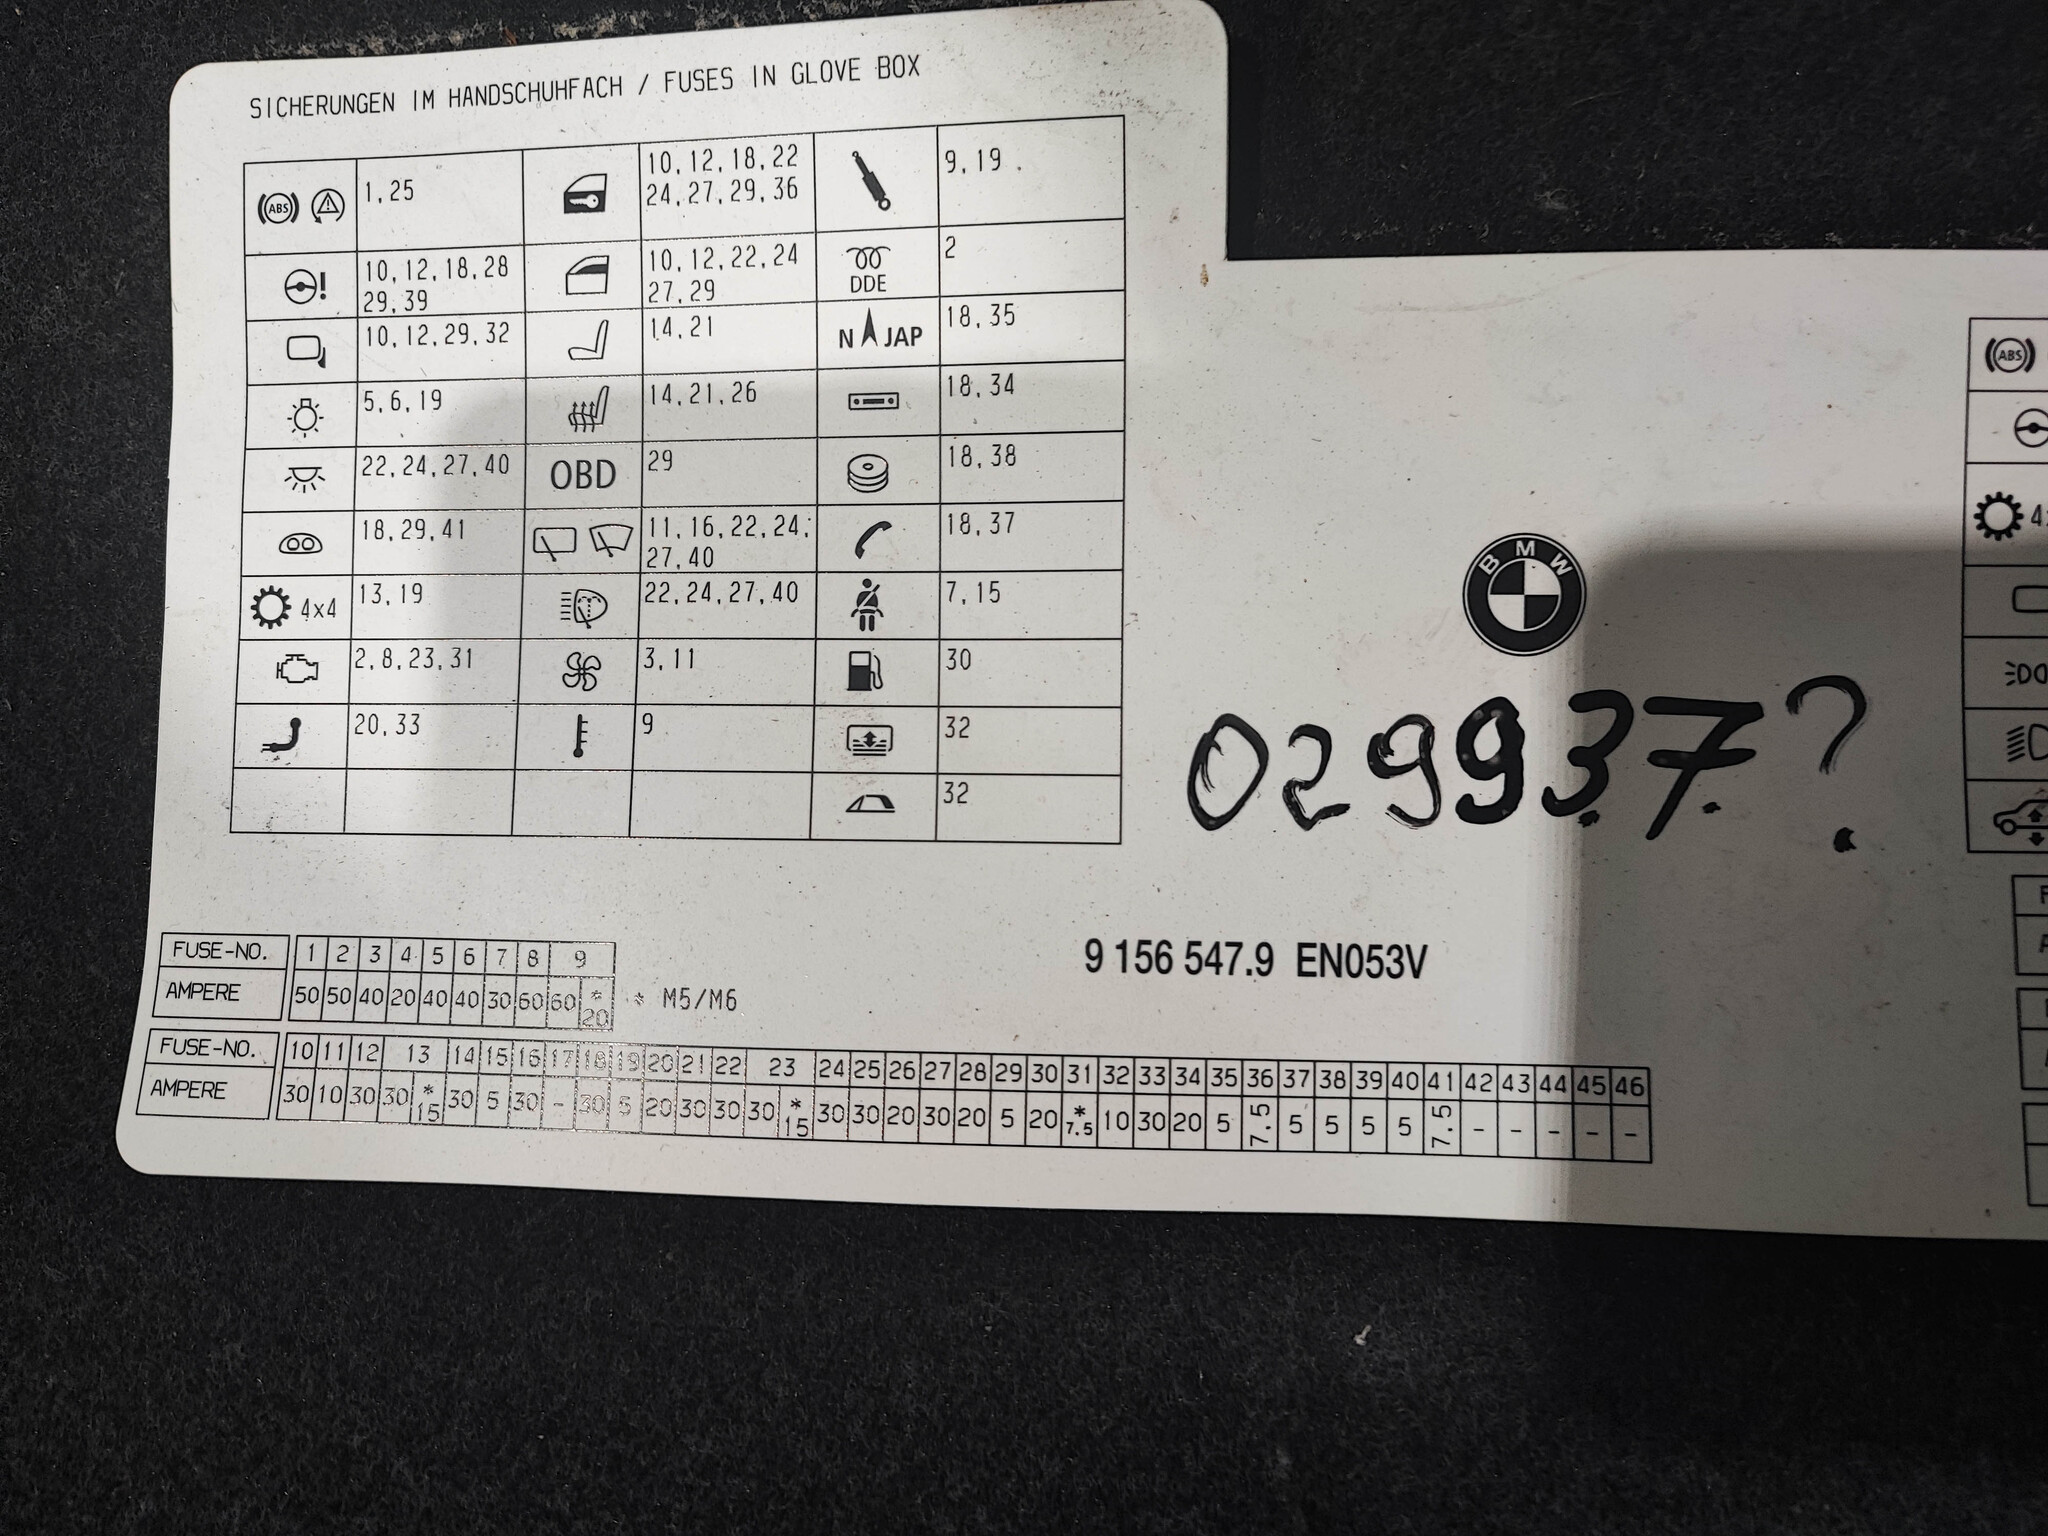 SICHERUNGEN IM HANDSCHUHFACH / FUSES IN GLOVE BOX
ABS 1,25
10,12,18,22
24,27,29,36
9,19
10,12,18,28
29,39
10,12,22,24
27,29
DDE 2
10,12,29,32
14,21
N JAP 18,35
5,6,19
14,21,26
18,34
22,24,27,40
OBD 29
18,38
18,29,41
11,16,22,24,
27,40
18,37
4x4 13,19
22,24,27,40
7,15
2,8,23,31
3,11
30
20,33
9
32
32
ABS
BMW
029937?
9 156 547.9 EN053V
FUSE-NO. 1 2 3 4 5 6 7 8 9
AMPERE 50 50 40 20 40 40 30 60 60 * 20 * M5/M6
FUSE-NO. 10 11 12 13 14 15 16 17 18 19 20 21 22 23 24 25 26 27 28 29 30 31 32 33 34 35 36 37 38 39 40 41 42 43 44 45 46
AMPERE 30 10 30 30 * 15 30 5 30 - 30 5 20 30 30 30 * 15 30 30 20 30 20 5 20 * 7.5 10 30 20 5 7.5 5 5 5 5 7.5 - - - - -